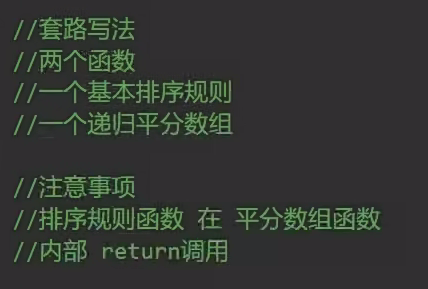 //套路写法
//两个函数
//一个基本排序规则
//一个递归平分数组
//注意事项
//排序规则函数 在 平分数组函数
//内部 return调用